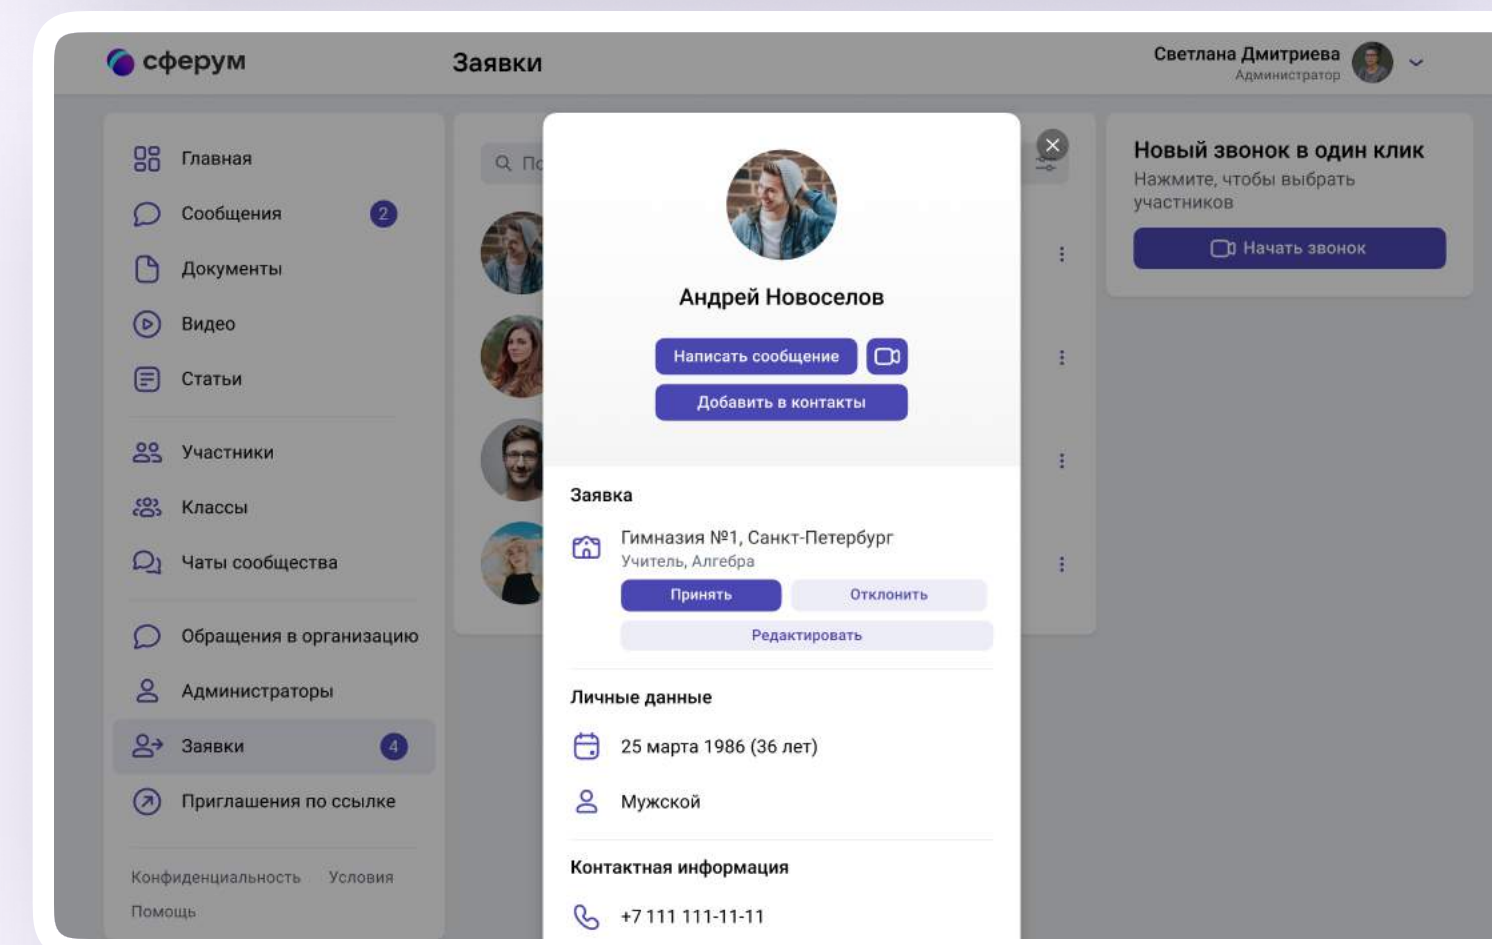 сферум
Заявки
Светлана Дмитриева
Администратор
Главная
Сообщения 2
Документы
Видео
Статьи
Участники
Классы
Чаты сообщества
Обращения в организацию
Администраторы
Заявки 4
Приглашения по ссылке
Конфиденциальность Условия
Помощь
Андрей Новоселов
Написать сообщение
Добавить в контакты
Заявка
Гимназия №1, Санкт-Петербург
Учитель, Алгебра
Принять Отклонить
Редактировать
Личные данные
25 марта 1986 (36 лет)
Мужской
Контактная информация
+7 111 111-11-11
Новый звонок в один клик
Нажмите, чтобы выбрать
участников
Начать звонок